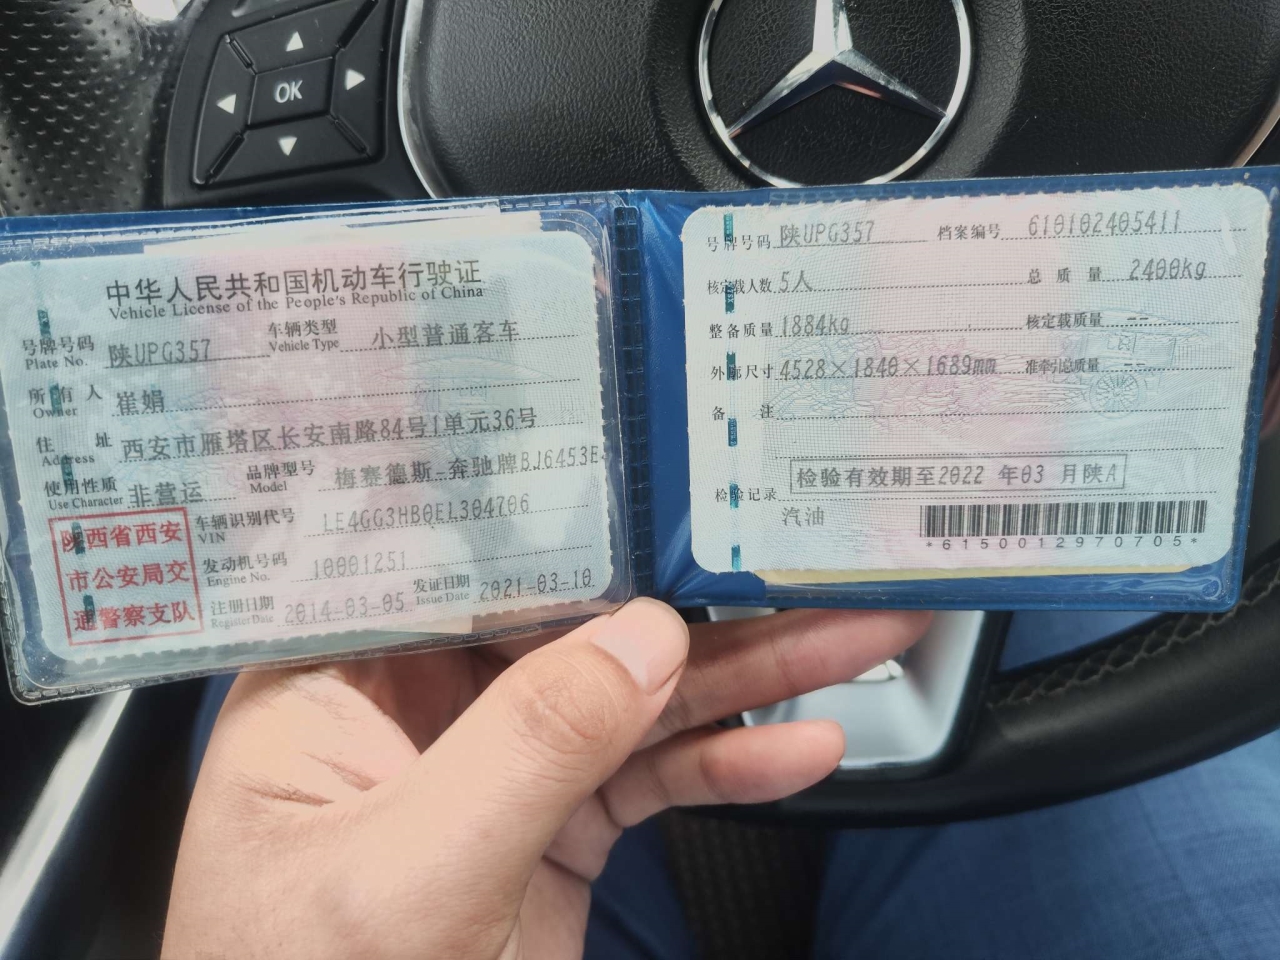 OK
中华人民共和国机动车行驶证
Vehicle License of the People's Republic of China
号牌号码 陕UPG357 车辆类型 小型普通客车
Plate No. Vehicle Type
所有人 崔娟
Owner
住址 西安市雁塔区长安南路84号1单元36号
Address
使用性质 非营运 品牌型号 梅赛德斯-奔驰牌BJ6453E
Use Character Model
车辆识别代号 LE4GG3HB0EL304706
VIN
发动机号码 10001251
Engine No.
注册日期 2014-03-05 发证日期 2021-03-10
Register Date Issue Date
陕西省西安
市公安局交
通警察支队
号牌号码 陕UPG357 档案编号 610102405411
核定载人数 5人 总质量 2400kg
整备质量 1884kg 核定载质量 --
外廓尺寸 4528×1840×1689mm 准牵引总质量 --
备注
检验记录 检验有效期至2022 年03 月陕A
汽油
*6150012970705*